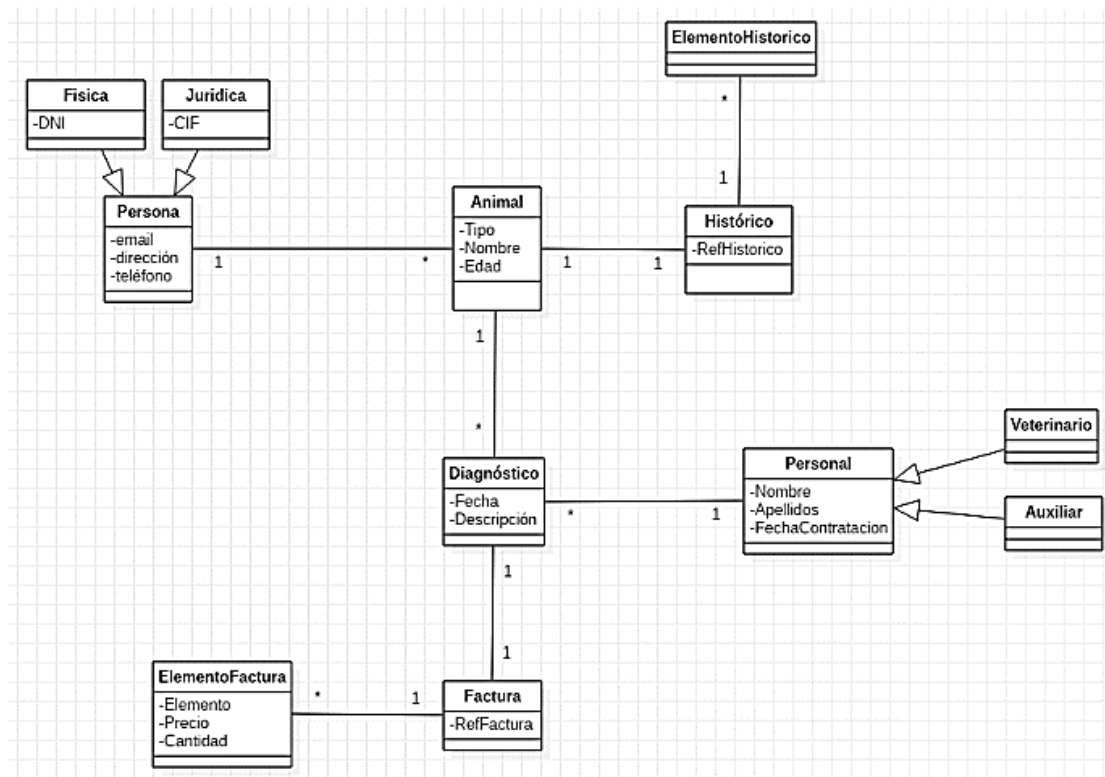 ElementoHistorico
*
1
Fisica
-DNI
Juridica
-CIF
Persona
-email
-dirección
-teléfono
1
*
Animal
-Tipo
-Nombre
-Edad
1
1
Histórico
-RefHistorico
1
*
Diagnóstico
-Fecha
-Descripción
*
1
Personal
-Nombre
-Apellidos
-FechaContratacion
Veterinario
Auxiliar
1
1
ElementoFactura
-Elemento
-Precio
-Cantidad
*
1
Factura
-RefFactura